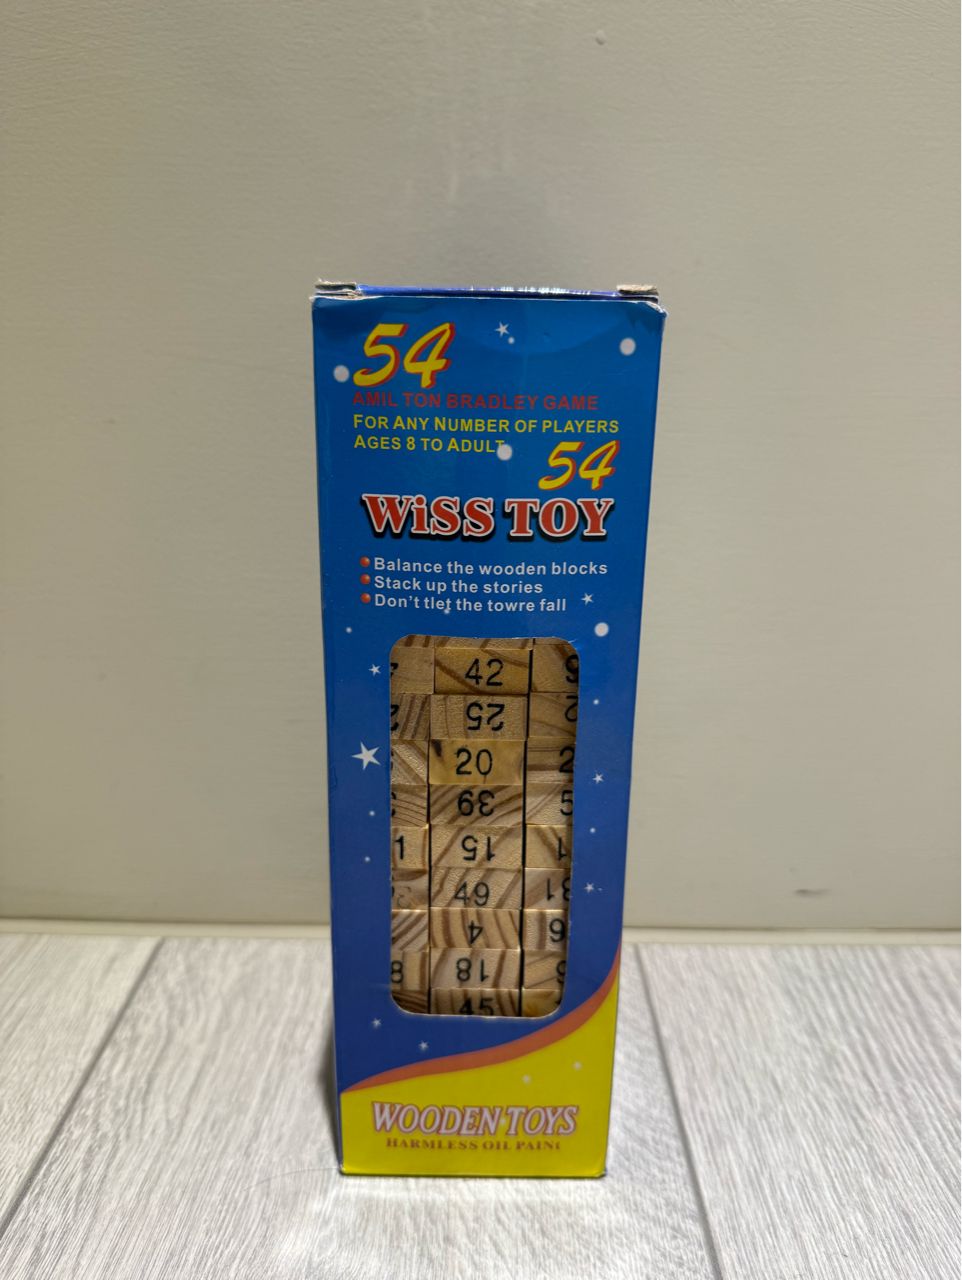 54
AMIL TON BRADLEY GAME
FOR ANY NUMBER OF PLAYERS
AGES 8 TO ADULT
54
WiSS TOY
Balance the wooden blocks
Stack up the stories
Don't tlet the towre fall
42
25
20
39
15
49
4
18
45
WOODEN TOYS
HARMLESS OIL PAIN